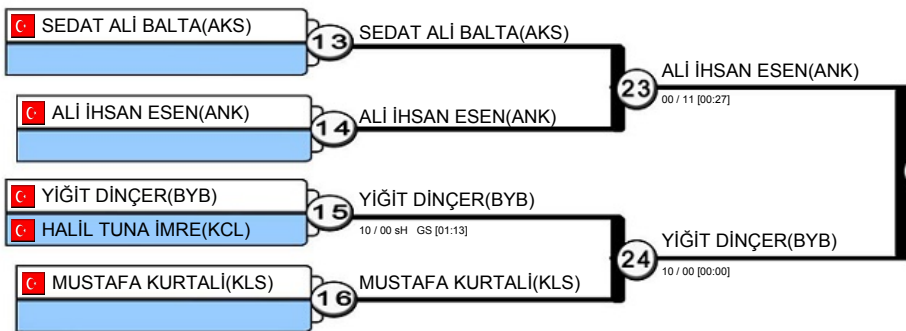 SEDAT ALİ BALTA(AKS)
13
SEDAT ALİ BALTA(AKS)
23
ALİ İHSAN ESEN(ANK)
00 / 11 [00:27]
ALİ İHSAN ESEN(ANK)
14
ALİ İHSAN ESEN(ANK)
YİĞİT DİNÇER(BYB)
HALİL TUNA İMRE(KCL)
15
YİĞİT DİNÇER(BYB)
10 / 00 sH GS [01:13]
24
YİĞİT DİNÇER(BYB)
10 / 00 [00:00]
MUSTAFA KURTALİ(KLS)
16
MUSTAFA KURTALİ(KLS)